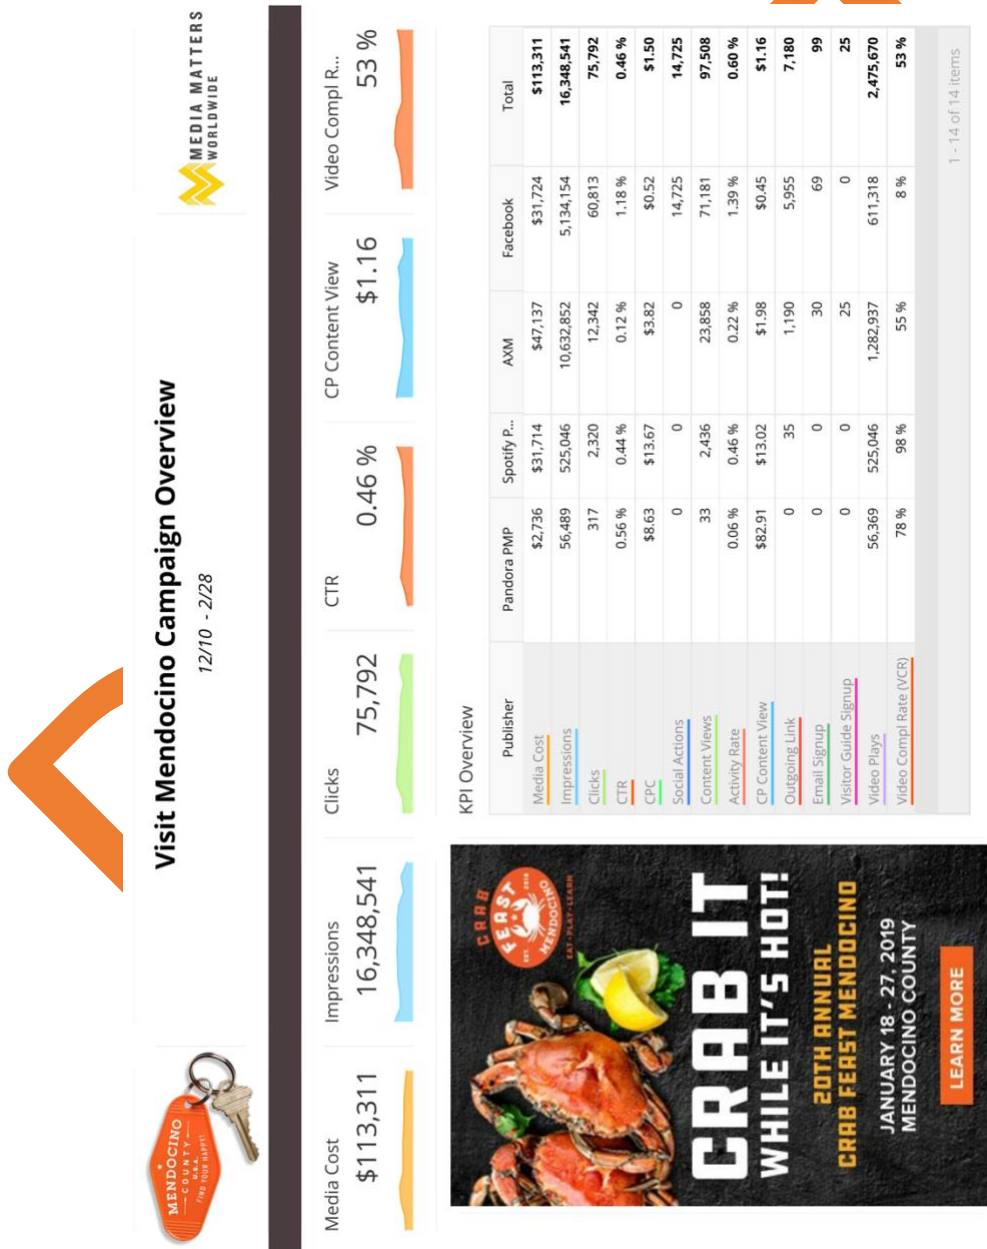 MENDOCINO
COUNTY
U.S.A.
FIND YOUR HAPPY.
Visit Mendocino Campaign Overview
12/10 - 2/28
MEDIA MATTERS
WORLDWIDE
Media Cost
$113,311
Impressions
16,348,541
Clicks
75,792
CTR
0.46 %
CP Content View
$1.16
Video Compl R...
53 %
CRAB
FEAST
EST. 2019
MENDOCINO
EAT•PLAY•LEARN
CRAB IT
WHILE IT'S HOT!
20TH ANNUAL
CRAB FEAST MENDOCINO
JANUARY 18 - 27, 2019
MENDOCINO COUNTY
LEARN MORE
KPI Overview
Publisher Pandora PMP Spotify P... AXM Facebook Total
Media Cost $2,736 $31,714 $47,137 $31,724 $113,311
Impressions 56,489 525,046 10,632,852 5,134,154 16,348,541
Clicks 317 2,320 12,342 60,813 75,792
CTR 0.56 % 0.44 % 0.12 % 1.18 % 0.46 %
CPC $8.63 $13.67 $3.82 $0.52 $1.50
Social Actions 0 0 0 14,725 14,725
Content Views 33 2,436 23,858 71,181 97,508
Activity Rate 0.06 % 0.46 % 0.22 % 1.39 % 0.60 %
CP Content View $82.91 $13.02 $1.98 $0.45 $1.16
Outgoing Link 0 35 1,190 5,955 7,180
Email Signup 0 0 30 69 99
Visitor Guide Signup 0 0 25 0 25
Video Plays 56,369 525,046 1,282,937 611,318 2,475,670
Video Compl Rate (VCR) 78 % 98 % 55 % 8 % 53 %
1 - 14 of 14 items